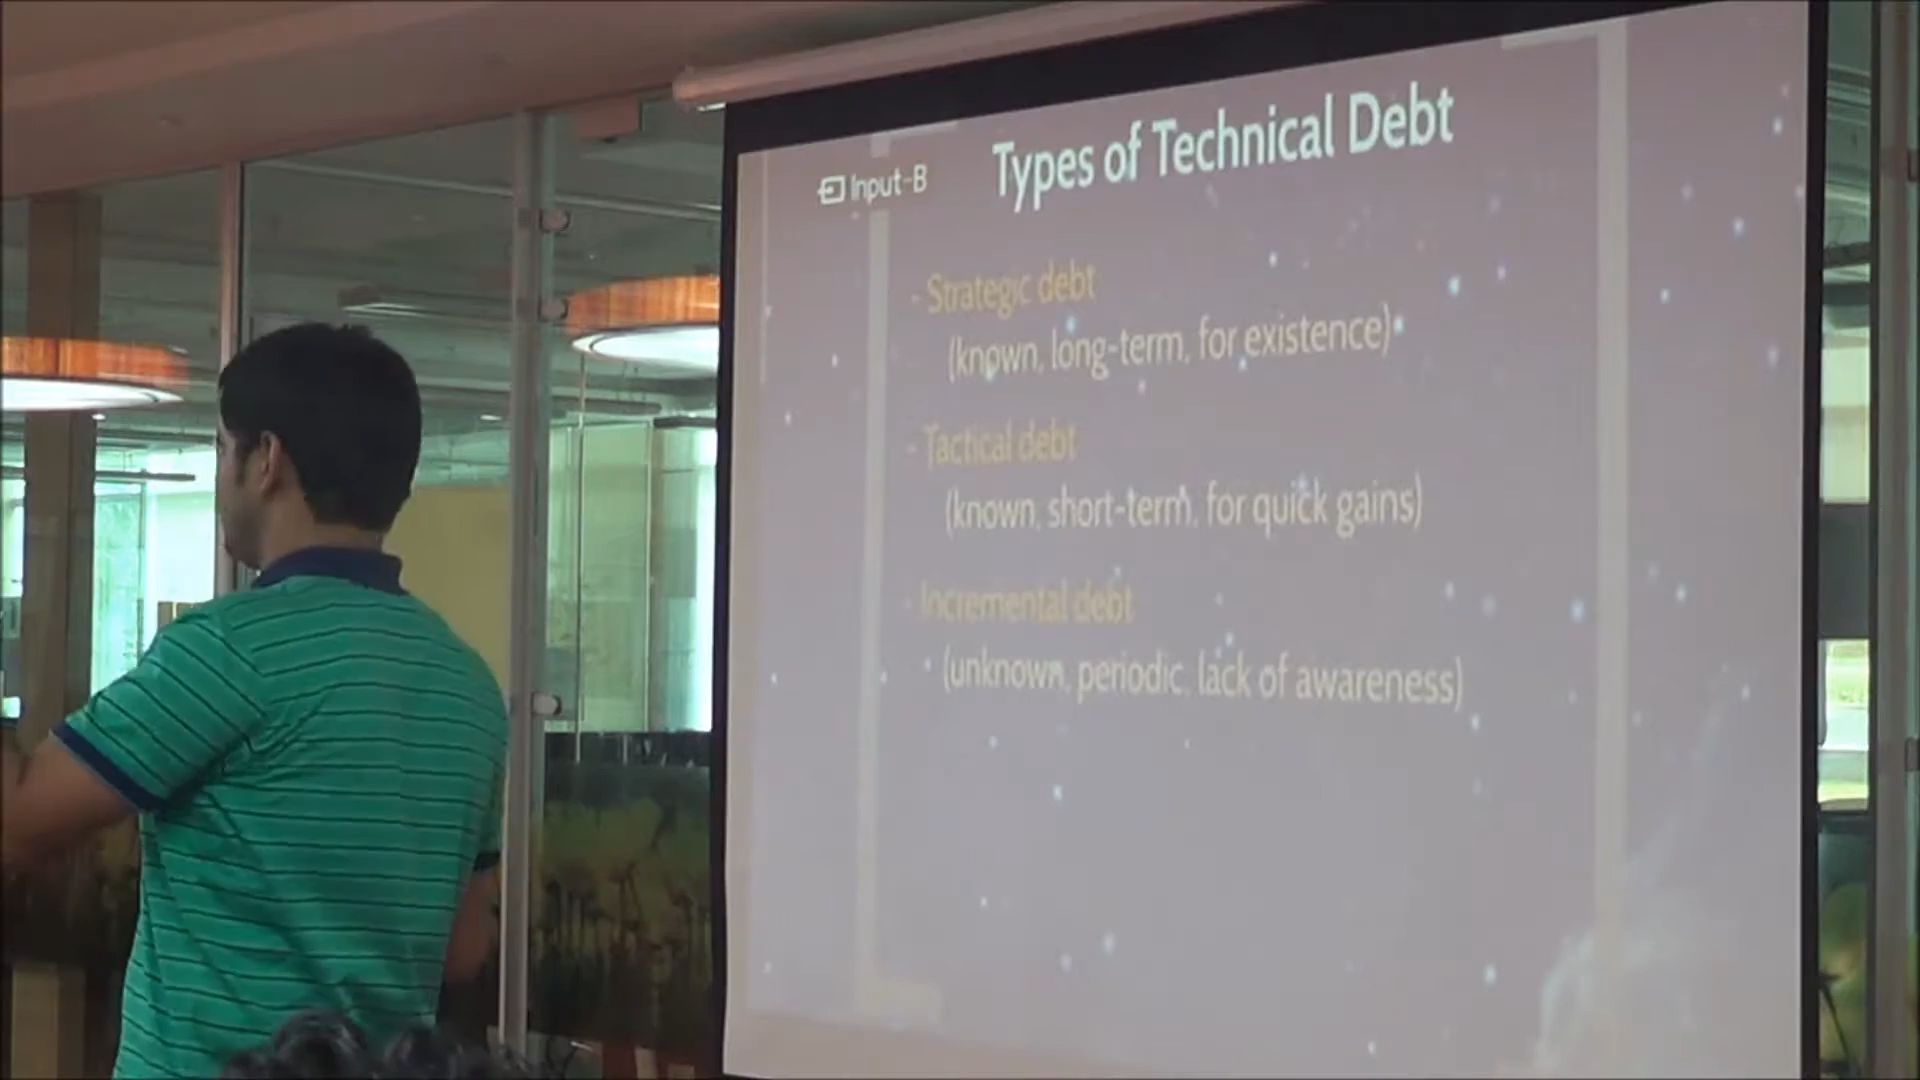 Input-B
Types of Technical Debt
- Strategic debt
(known, long-term, for existence)
- Tactical debt
(known, short-term, for quick gains)
- Incremental debt
(unknown, periodic, lack of awareness)